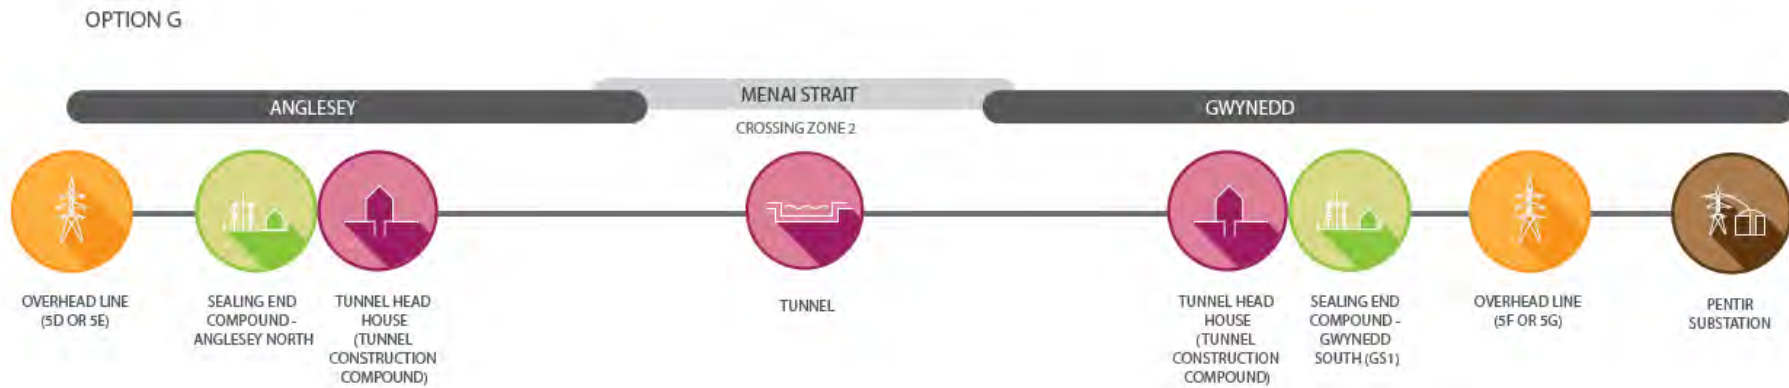 OPTION G
ANGLESEY
MENAI STRAIT
GWYNEDD
CROSSING ZONE 2
OVERHEAD LINE
(5D OR 5E)
SEALING END
COMPOUND -
ANGLESEY NORTH
TUNNEL HEAD
HOUSE
(TUNNEL
CONSTRUCTION
COMPOUND)
TUNNEL
TUNNEL HEAD
HOUSE
(TUNNEL
CONSTRUCTION
COMPOUND)
SEALING END
COMPOUND -
GWYNEDD
SOUTH (GS1)
OVERHEAD LINE
(5F OR 5G)
PENTIR
SUBSTATION